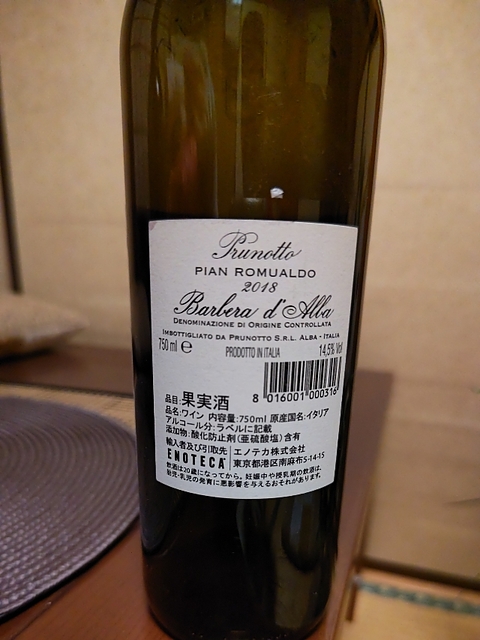 Prunotto
PIAN ROMUALDO
2018
Barbera d'Alba
DENOMINAZIONE DI ORIGINE CONTROLLATA
IMBOTTIGLIATO DA PRUNOTTO S.R.L. ALBA - ITALIA
750 ml e PRODOTTO IN ITALIA 14,5% Vol
8 016001 000316
品目:果実酒
品名:ワイン 内容量:750ml 原産国名:イタリア
アルコール分:ラベルに記載
添加物:酸化防止剤(亜硫酸塩)含有
輸入者及び引取先 エノテカ株式会社
ENOTECA 東京都港区南麻布5-14-15
飲酒は20歳になってから。妊娠中や授乳期の飲酒は、
胎児・乳児の発育に悪影響を与えるおそれがあります。